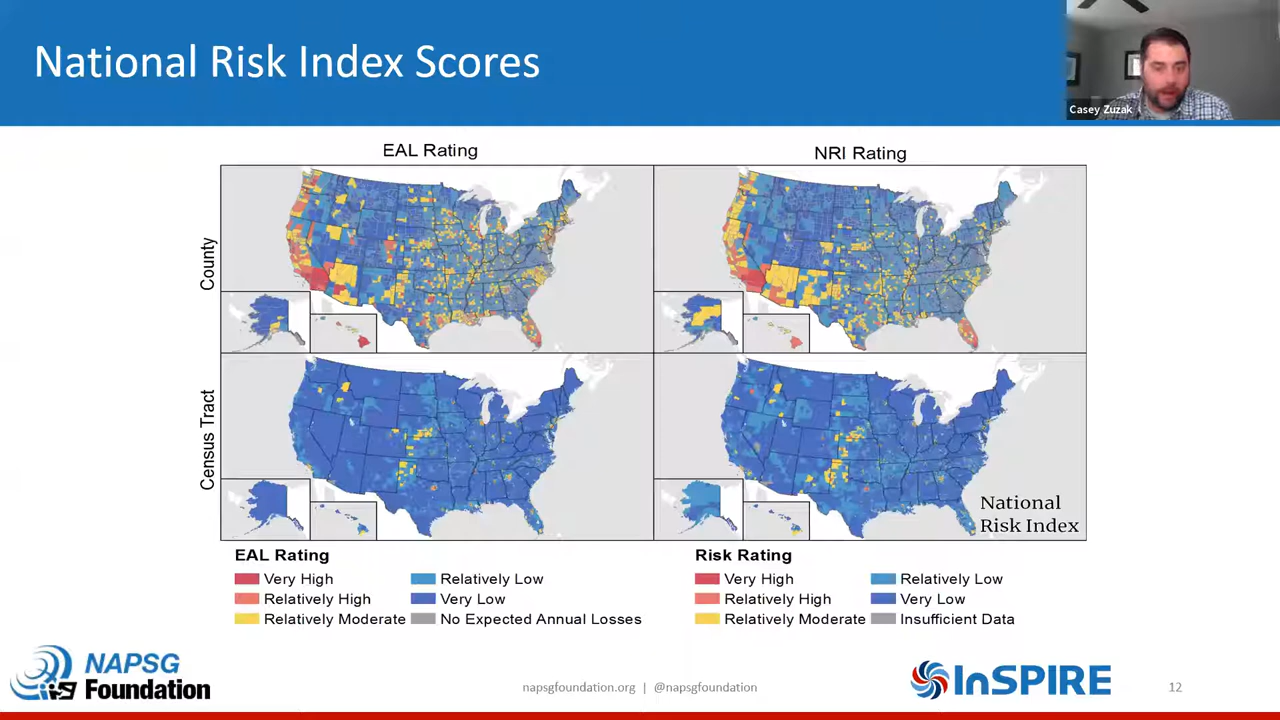 National Risk Index Scores
Casey Zuzak
EAL Rating
NRI Rating
County
Census Tract
National
Risk Index
EAL Rating
Very High
Relatively High
Relatively Moderate
Relatively Low
Very Low
No Expected Annual Losses
Risk Rating
Very High
Relatively High
Relatively Moderate
Relatively Low
Very Low
Insufficient Data
NAPSG
Foundation
napsgfoundation.org | @napsgfoundation
InSPIRE
12